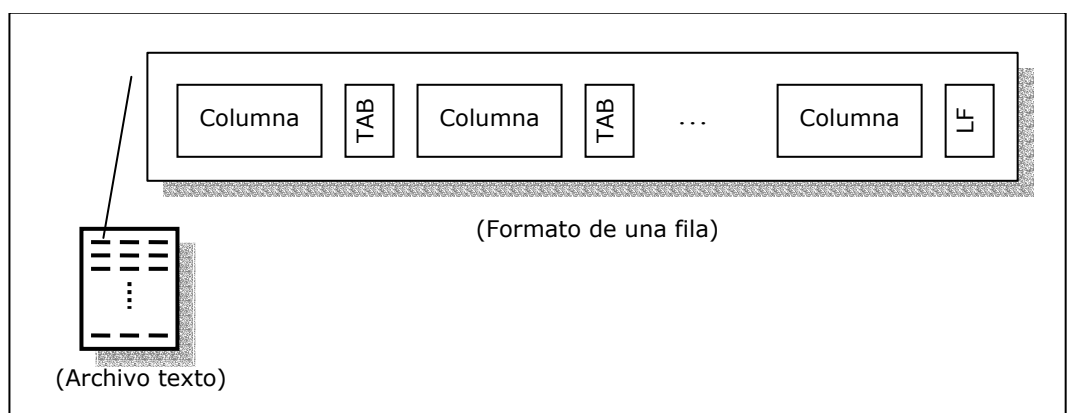 Columna TAB Columna TAB ... Columna LF
(Formato de una fila)
(Archivo texto)